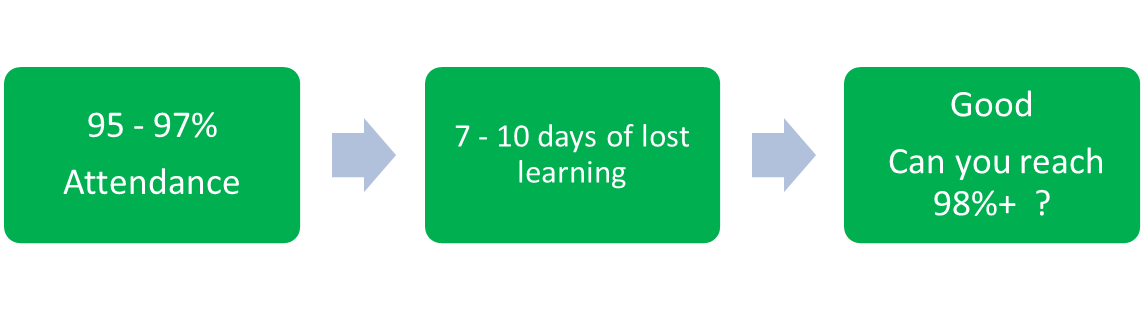 95 - 97%
Attendance
7 - 10 days of lost
learning
Good
Can you reach
98%+  ?